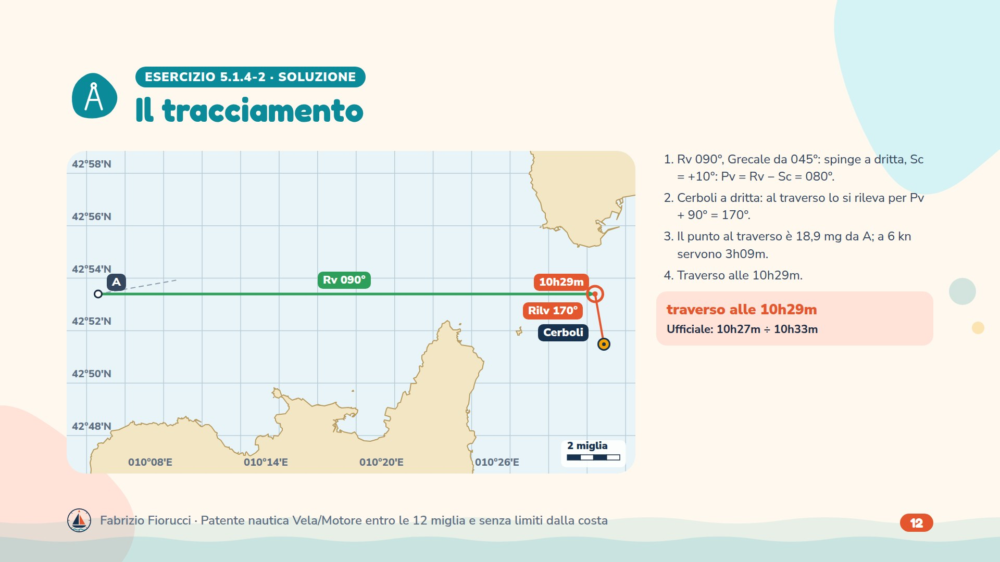 ESERCIZIO 5.1.4-2 · SOLUZIONE
Il tracciamento
42°58'N
42°56'N
42°54'N
42°52'N
42°50'N
42°48'N
A
Rv 090°
10h29m
Rilv 170°
Cerboli
010°08'E
010°14'E
010°20'E
010°26'E
2 miglia
1. Rv 090°, Grecale da 045°: spinge a dritta, Sc
= +10°: Pv = Rv − Sc = 080°.
2. Cerboli a dritta: al traverso lo si rileva per Pv
+ 90° = 170°.
3. Il punto al traverso è 18,9 mg da A; a 6 kn
servono 3h09m.
4. Traverso alle 10h29m.
traverso alle 10h29m
Ufficiale: 10h27m ÷ 10h33m
Fabrizio Fiorucci · Patente nautica Vela/Motore entro le 12 miglia e senza limiti dalla costa
12